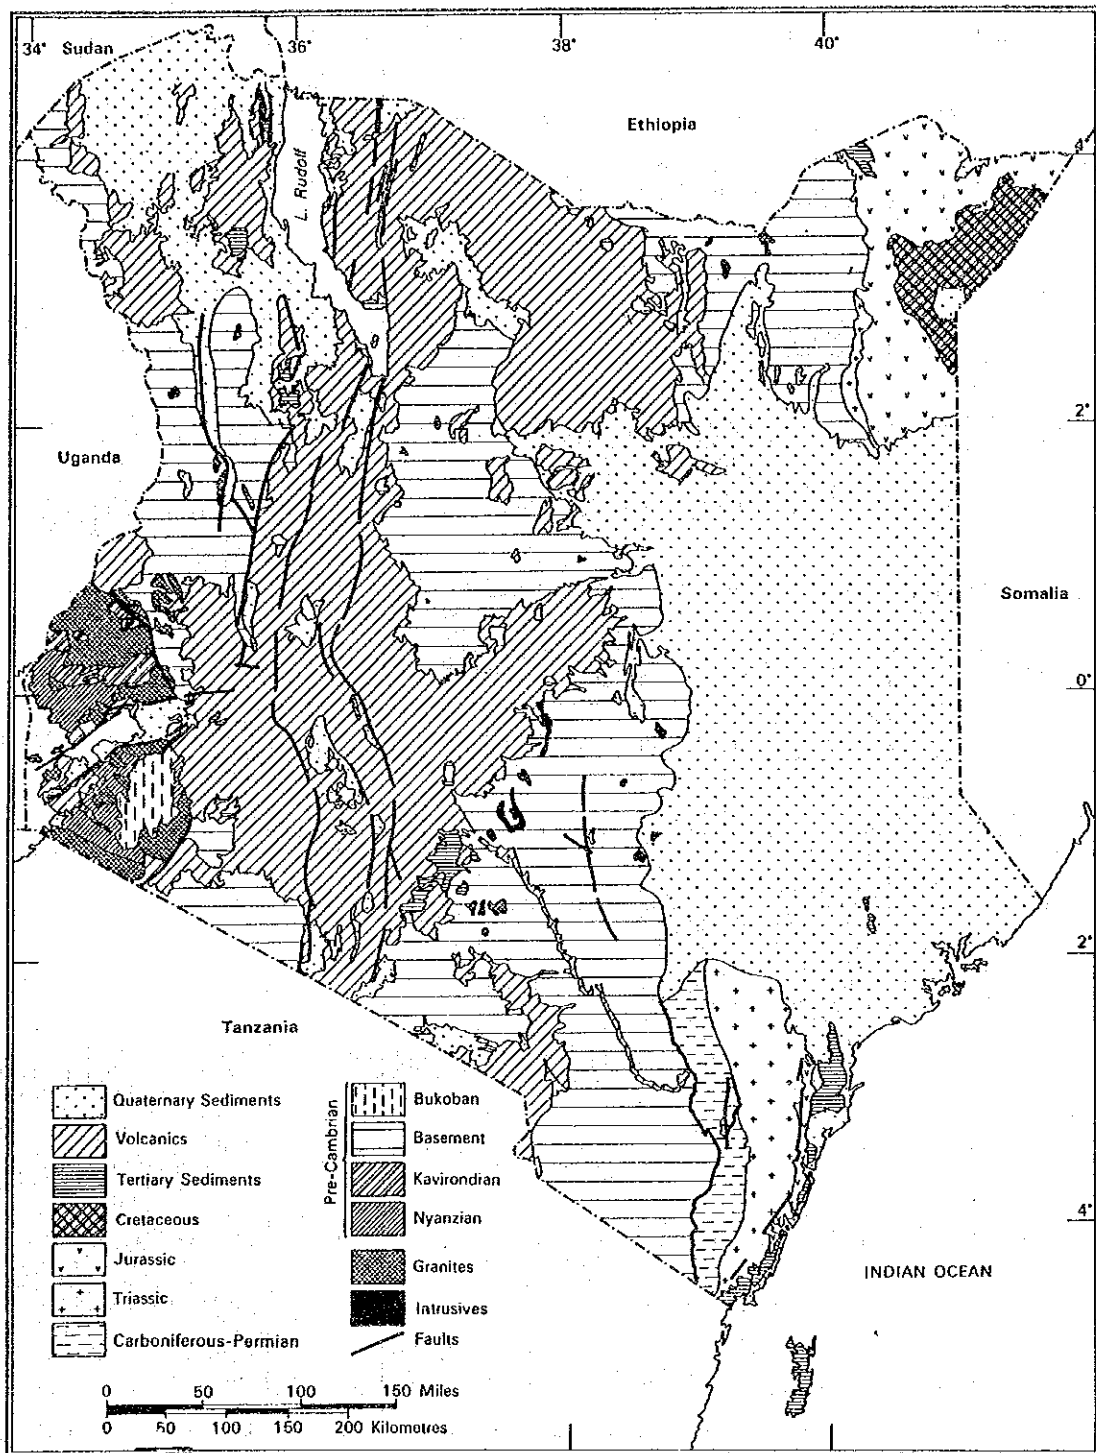 34° Sudan 36° 38° 40°
Ethiopia
4°
L. Rudolf
2°
Uganda
Somalia
0°
2°
Tanzania
Quaternary Sediments
Volcanics
Tertiary Sediments
Cretaceous
Jurassic
Triassic
Carboniferous-Permian
Pre-Cambrian
Bukoban
Basement
Kavirondian
Nyanzian
Granites
Intrusives
Faults
4°
INDIAN OCEAN
0 50 100 150 Miles
0 50 100 150 200 Kilometres